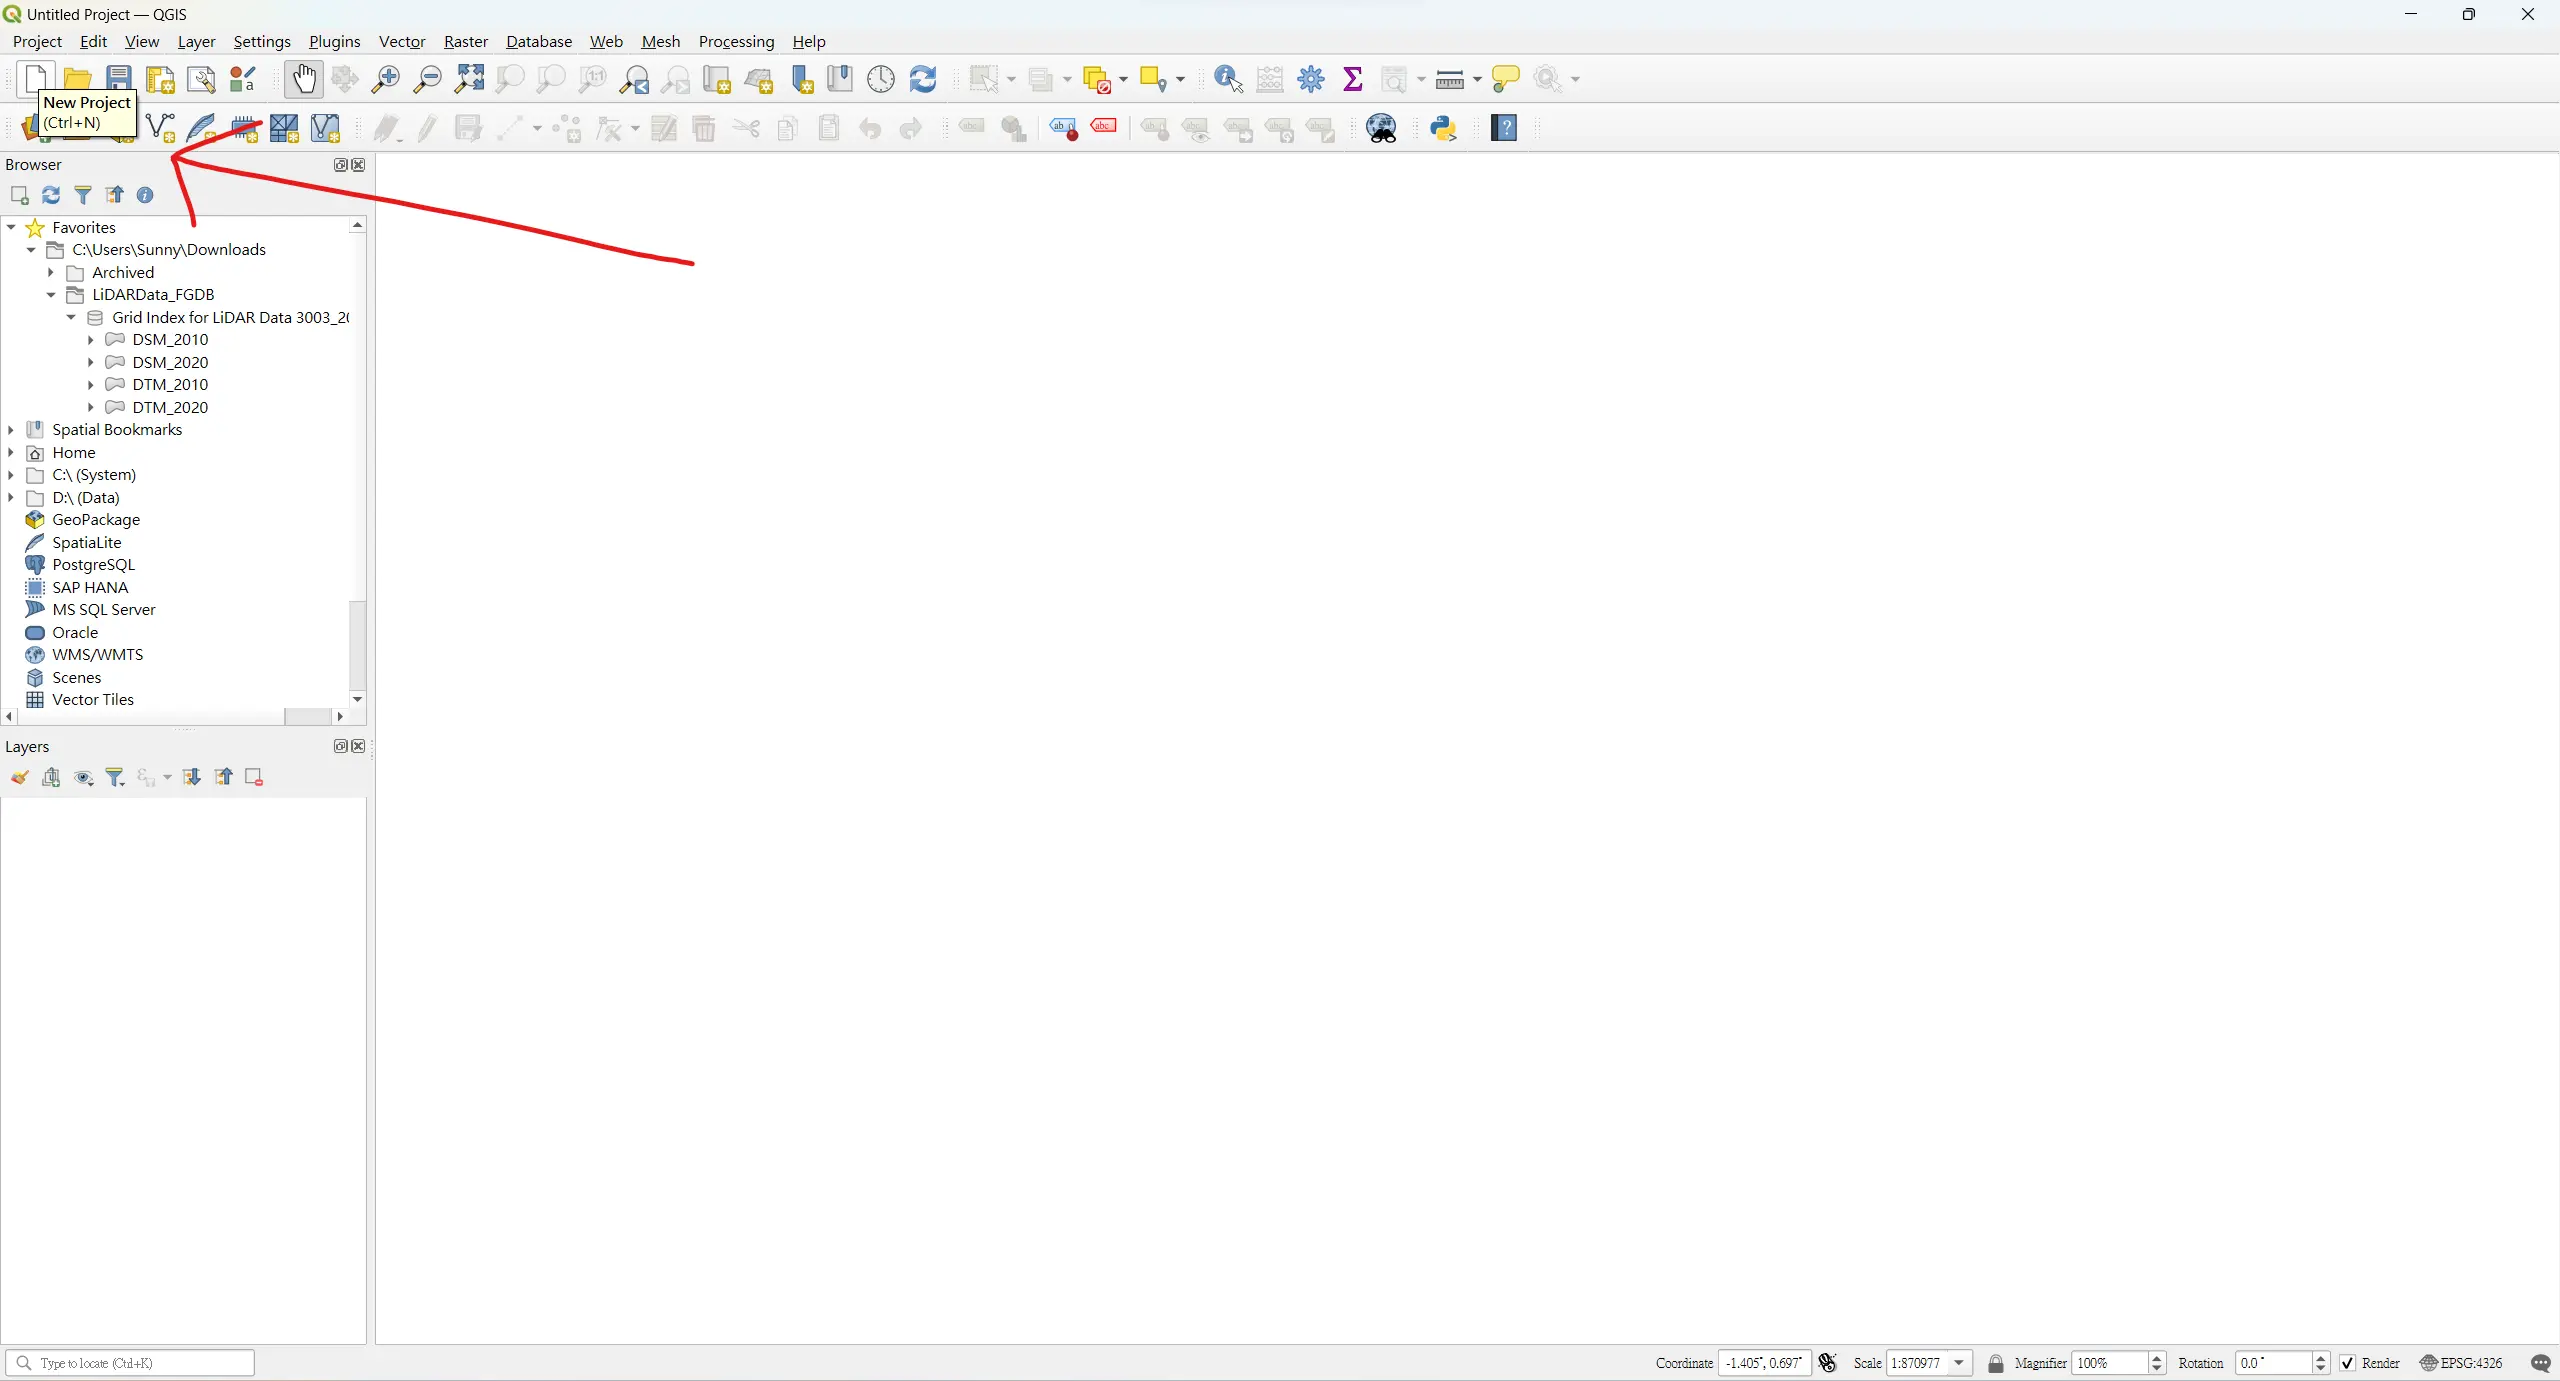 Untitled Project — QGIS
Project Edit View Layer Settings Plugins Vector Raster Database Web Mesh Processing Help
New Project
(Ctrl+N)
Browser
Favorites
C:\Users\Sunny\Downloads
Archived
LiDARData_FGDB
Grid Index for LiDAR Data 3003_2(
DSM_2010
DSM_2020
DTM_2010
DTM_2020
Spatial Bookmarks
Home
C:\ (System)
D:\ (Data)
GeoPackage
SpatiaLite
PostgreSQL
SAP HANA
MS SQL Server
Oracle
WMS/WMTS
Scenes
Vector Tiles
Layers
Type to locate (Ctrl+K)
Coordinate -1.405°, 0.697° Scale 1:870977 Magnifier 100% Rotation 0.0 ° Render EPSG:4326